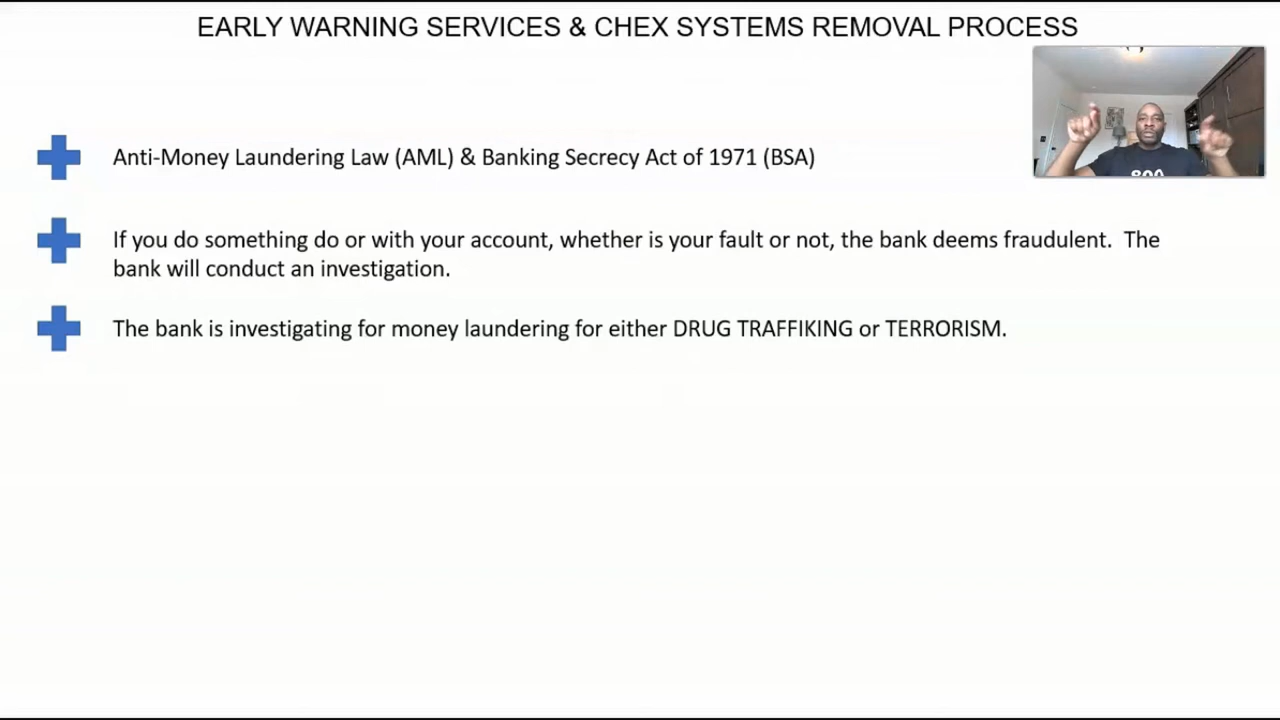 EARLY WARNING SERVICES & CHEX SYSTEMS REMOVAL PROCESS
Anti-Money Laundering Law (AML) & Banking Secrecy Act of 1971 (BSA)
If you do something do or with your account, whether is your fault or not, the bank deems fraudulent.  The
bank will conduct an investigation.
The bank is investigating for money laundering for either DRUG TRAFFIKING or TERRORISM.